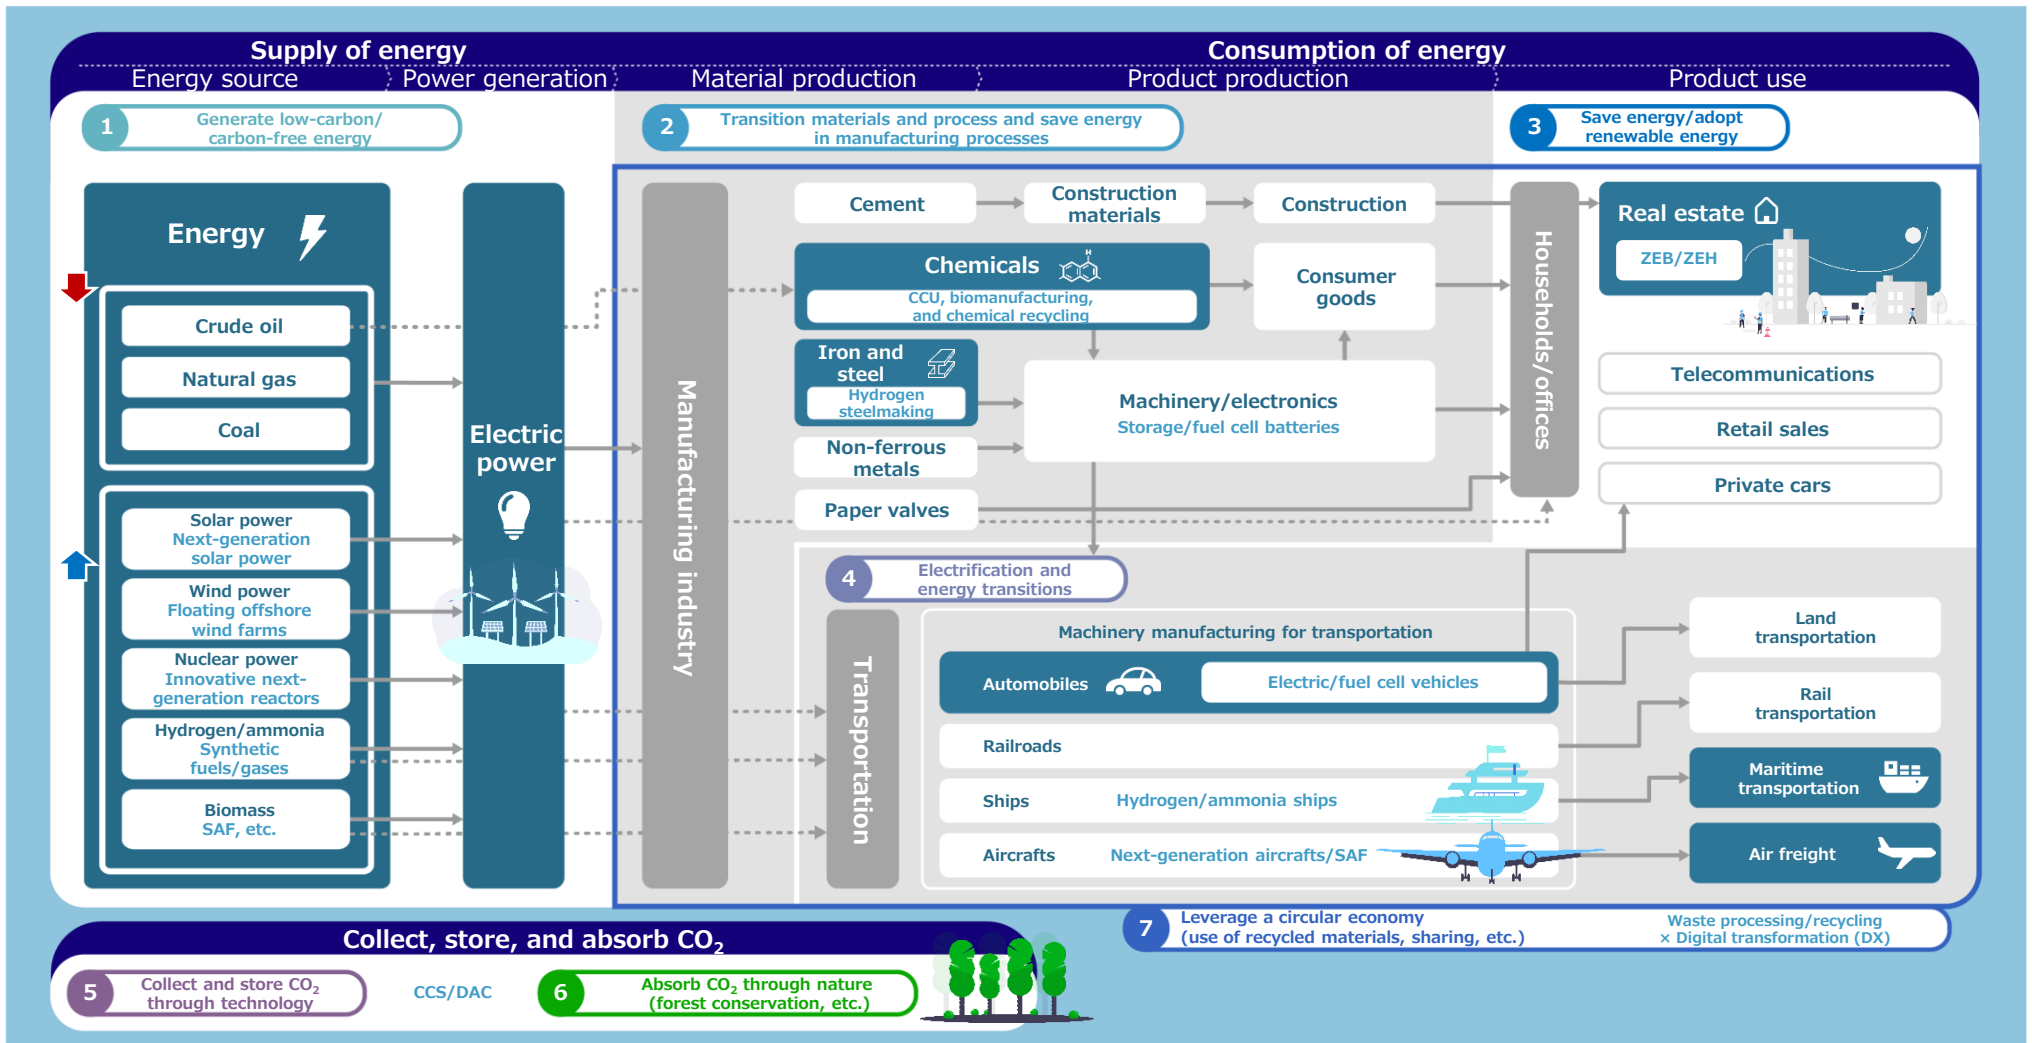 Supply of energy
Consumption of energy
Energy source
Power generation
Material production
Product production
Product use
1
Generate low-carbon/
carbon-free energy
2
Transition materials and process and save energy
in manufacturing processes
3
Save energy/adopt
renewable energy
Energy
Crude oil
Natural gas
Coal
Solar power
Next-generation
solar power
Wind power
Floating offshore
wind farms
Nuclear power
Innovative next-
generation reactors
Hydrogen/ammonia
Synthetic
fuels/gases
Biomass
SAF, etc.
Electric
power
Manufacturing industry
Cement
Construction
materials
Construction
Chemicals
H
CCU, biomanufacturing,
and chemical recycling
Consumer
goods
Iron and
steel
Hydrogen
steelmaking
Machinery/electronics
Storage/fuel cell batteries
Non-ferrous
metals
Paper valves
Households/offices
Real estate
ZEB/ZEH
Telecommunications
Retail sales
Private cars
4
Electrification and
energy transitions
Transportation
Machinery manufacturing for transportation
Automobiles
Electric/fuel cell vehicles
Railroads
Ships
Hydrogen/ammonia ships
Aircrafts
Next-generation aircrafts/SAF
Land
transportation
Rail
transportation
Maritime
transportation
Air freight
7
Leverage a circular economy
(use of recycled materials, sharing, etc.)
Waste processing/recycling
× Digital transformation (DX)
Collect, store, and absorb CO₂
5
Collect and store CO₂
through technology
CCS/DAC
6
Absorb CO₂ through nature
(forest conservation, etc.)